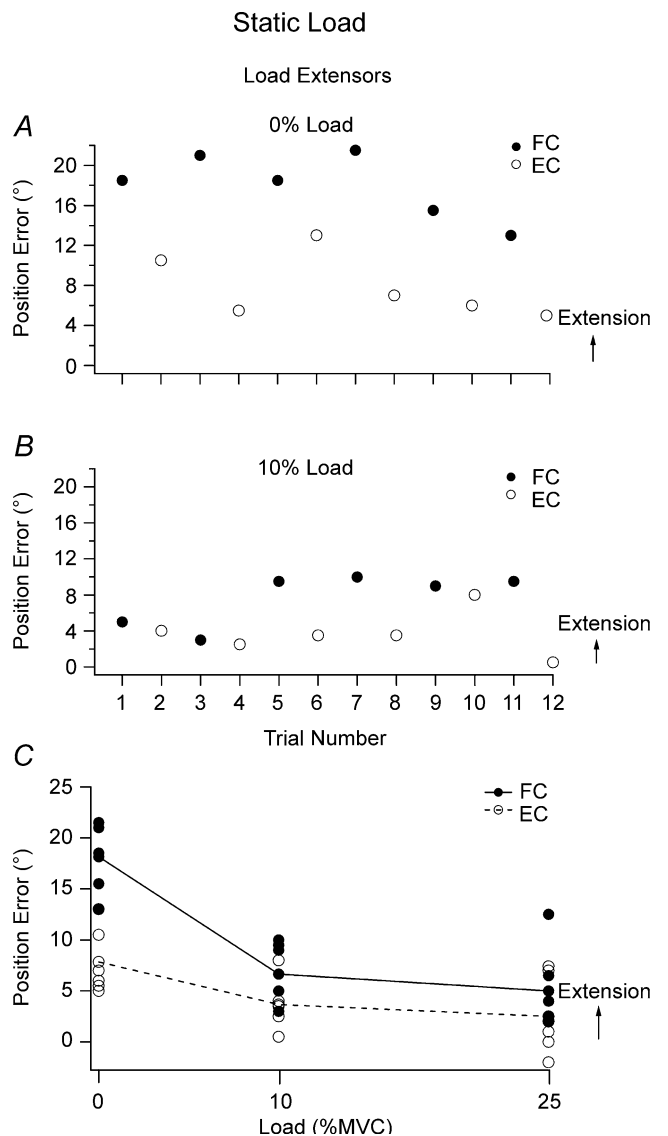 Static Load
Load Extensors
A
0% Load
FC
EC
Position Error (°)
20
16
12
8
4
0
Extension
B
10% Load
FC
EC
Position Error (°)
20
16
12
8
4
0
Extension
1 2 3 4 5 6 7 8 9 10 11 12
Trial Number
C
FC
EC
Position Error (°)
25
20
15
10
5
0
Extension
0 10 25
Load (%MVC)